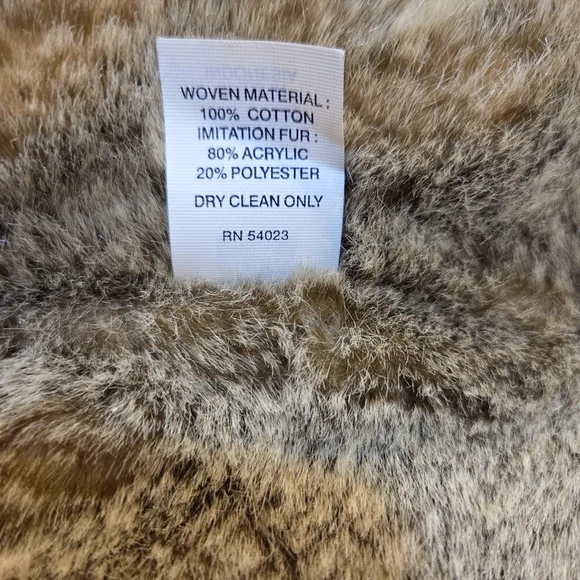 WOVEN MATERIAL :
100% COTTON
IMITATION FUR :
80% ACRYLIC
20% POLYESTER
DRY CLEAN ONLY
RN 54023